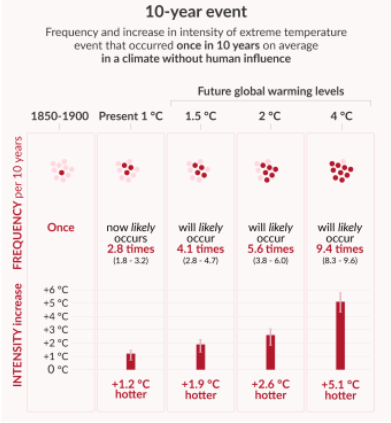 10-year event
Frequency and increase in intensity of extreme temperature
event that occurred once in 10 years on average
in a climate without human influence
Future global warming levels
1850-1900 Present 1 °C 1.5 °C 2 °C 4 °C
FREQUENCY per 10 years
Once
now likely occurs 2.8 times (1.8 - 3.2)
will likely occur 4.1 times (2.8 - 4.7)
will likely occur 5.6 times (3.8 - 6.0)
will likely occur 9.4 times (8.3 - 9.6)
INTENSITY increase
+6 °C
+5 °C
+4 °C
+3 °C
+2 °C
+1 °C
0 °C
+1.2 °C hotter
+1.9 °C hotter
+2.6 °C hotter
+5.1 °C hotter